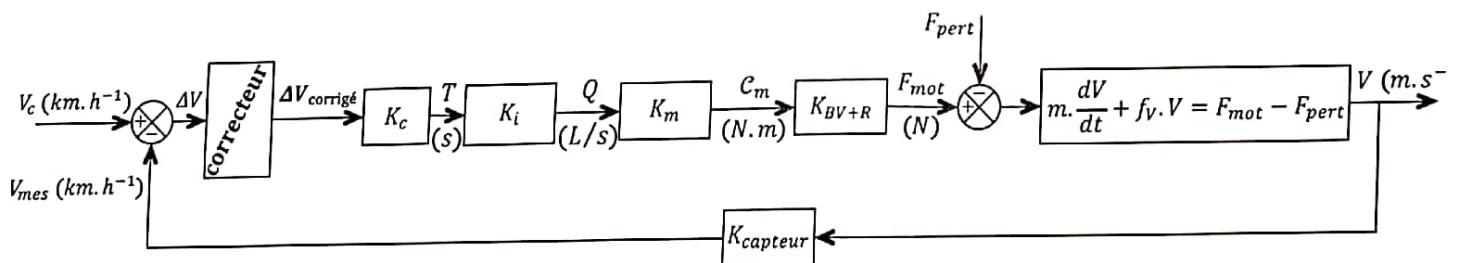 F_pert
V_c (km.h⁻¹)
+
−
ΔV
correcteur
ΔV_corrigé
K_c
T
(s)
K_i
Q
(L/s)
K_m
C_m
(N.m)
K_BV+R
F_mot
(N)
−
+
m.dV/dt + f_V.V = F_mot − F_pert
V (m.s⁻
V_mes (km.h⁻¹)
K_capteur